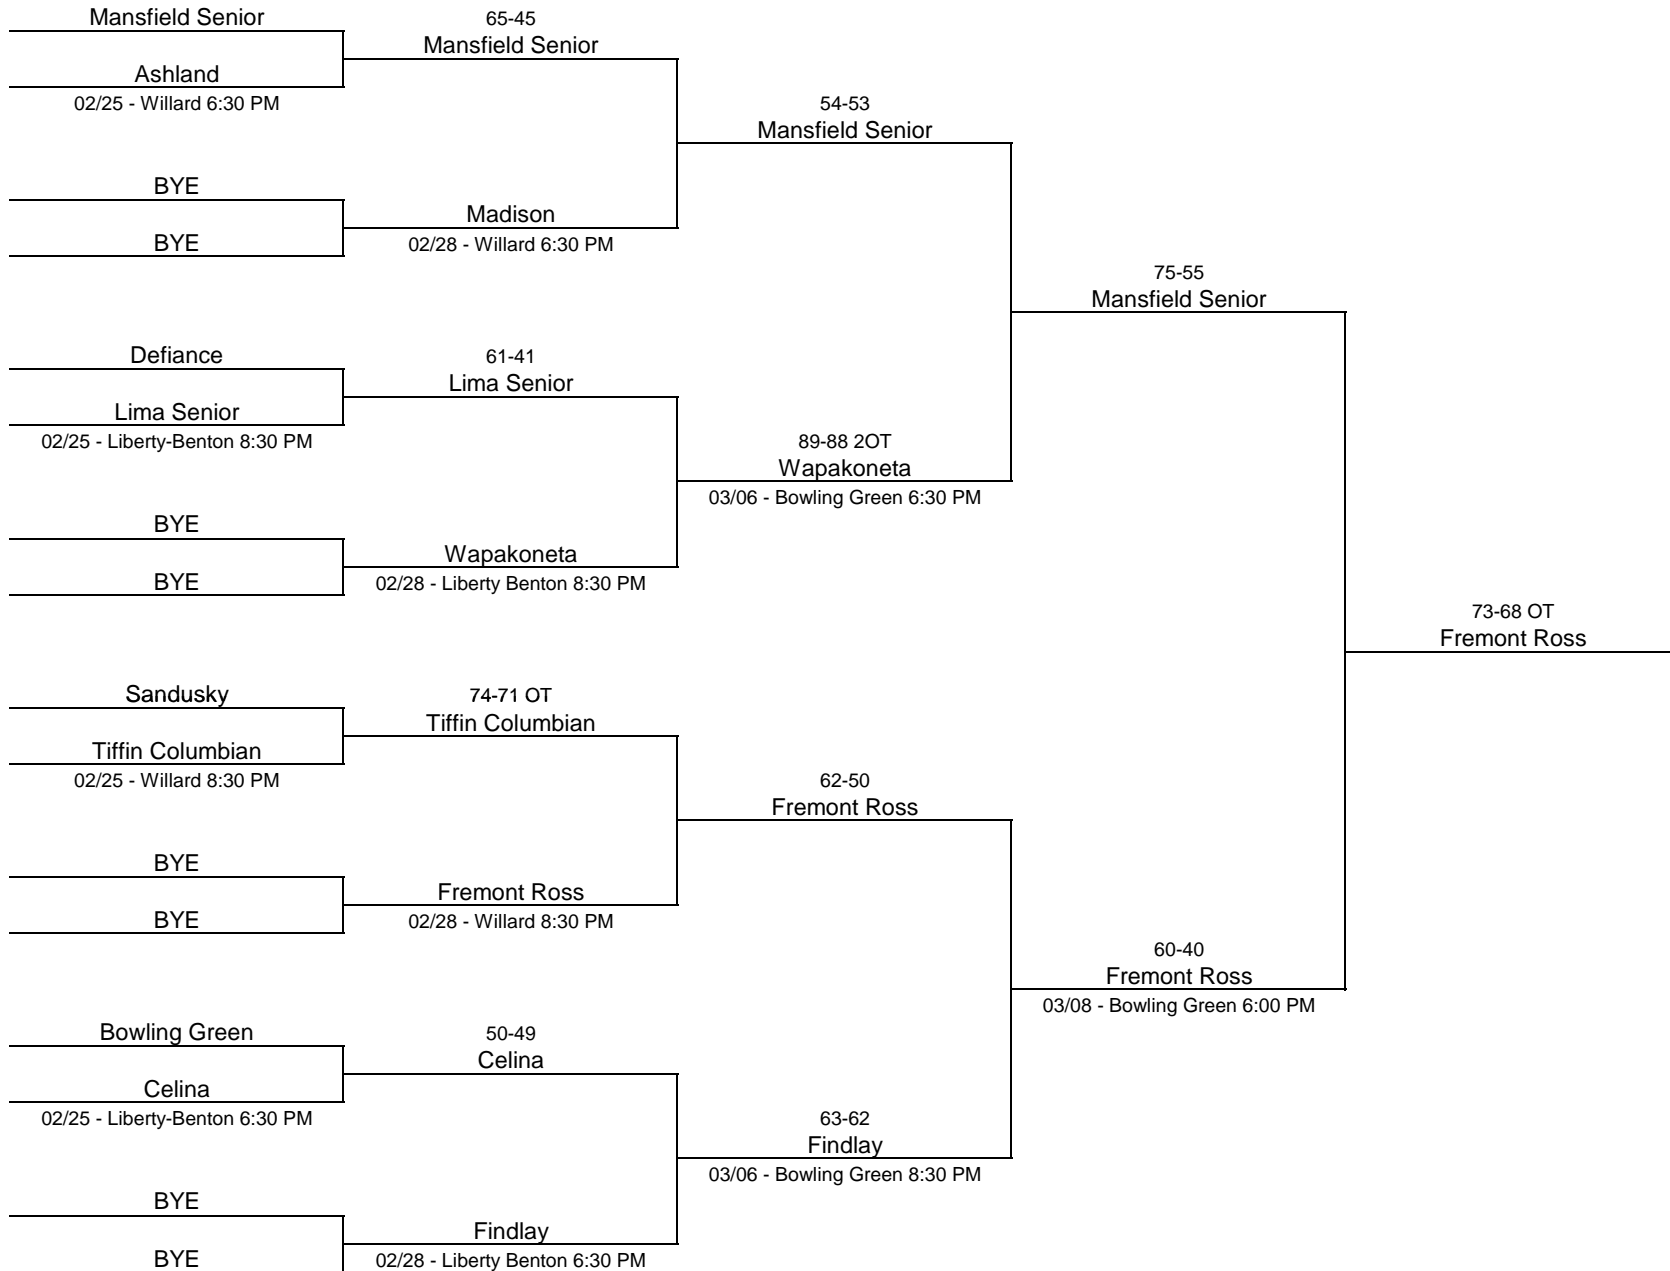 Mansfield Senior
Ashland
02/25 - Willard 6:30 PM
BYE
BYE
Defiance
Lima Senior
02/25 - Liberty-Benton 8:30 PM
BYE
BYE
Sandusky
Tiffin Columbian
02/25 - Willard 8:30 PM
BYE
BYE
Bowling Green
Celina
02/25 - Liberty-Benton 6:30 PM
BYE
BYE
65-45
Mansfield Senior
Madison
02/28 - Willard 6:30 PM
61-41
Lima Senior
Wapakoneta
02/28 - Liberty Benton 8:30 PM
74-71 OT
Tiffin Columbian
Fremont Ross
02/28 - Willard 8:30 PM
50-49
Celina
Findlay
02/28 - Liberty Benton 6:30 PM
54-53
Mansfield Senior
89-88 2OT
Wapakoneta
03/06 - Bowling Green 6:30 PM
62-50
Fremont Ross
63-62
Findlay
03/06 - Bowling Green 8:30 PM
75-55
Mansfield Senior
60-40
Fremont Ross
03/08 - Bowling Green 6:00 PM
73-68 OT
Fremont Ross